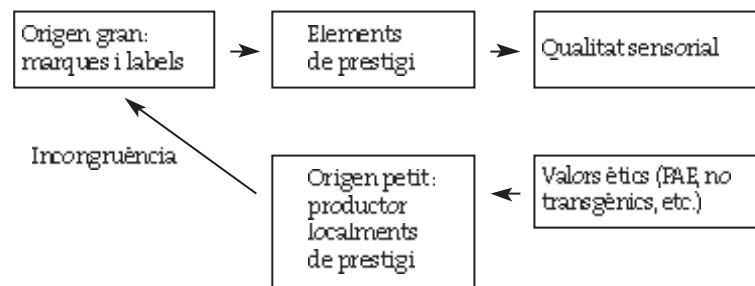 Origen gran:
marques i labels
Elements
de prestigi
Qualitat sensorial
Incongruència
Origen petit:
productor
localments
de prestigi
Valors ètics (PAE, no
transgènics, etc.)